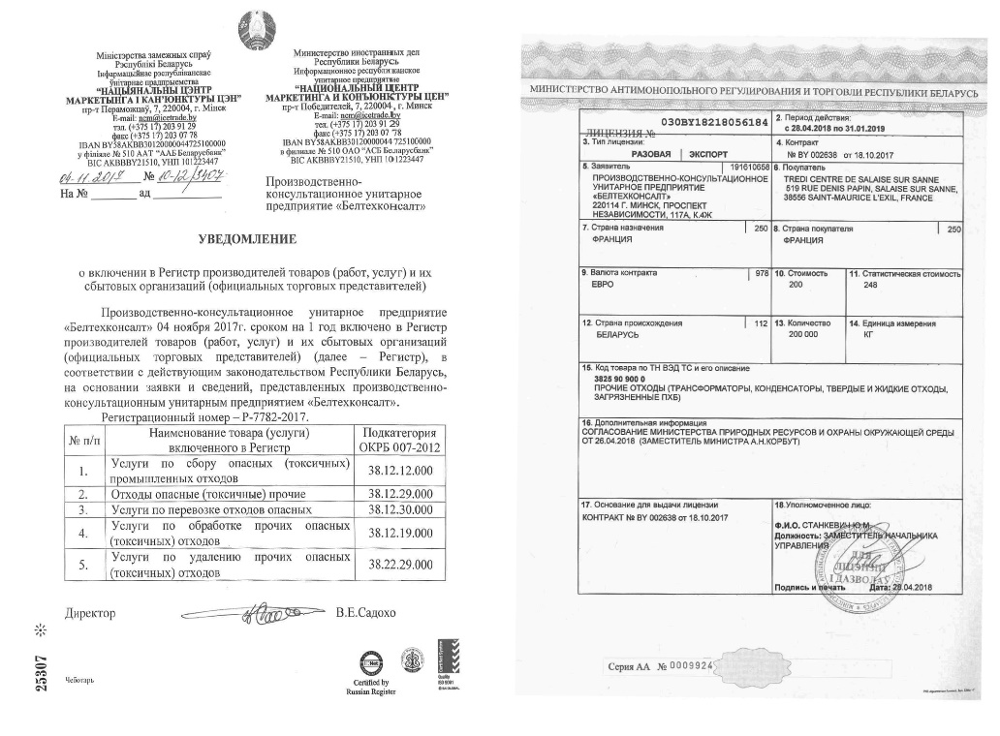 Міністэрства замежных спраў
Рэспублікі Беларусь
Інфармацыйнае рэспубліканскае
ўнітарнае прадпрыемства
"НАЦЫЯНАЛЬНЫ ЦЭНТР
МАРКЕТЫНГА І КАН'ЮНКТУРЫ ЦЭН"
пр-т Пераможцаў, 7, 220004, г. Мінск
E-mail: ncm@icetrade.by
тэл. (+375 17) 203 91 29
факс (+375 17) 203 07 78
IBAN BY58AKBB30120000044725100000
у філіяле № 510 ААТ "ААБ Беларусбанк"
BIC AKBBBY21510, УНП 101223447
04.11.2017 № 10-12/3407
На № ________ ад ____________
Министерство иностранных дел
Республики Беларусь
Информационное республиканское
унитарное предприятие
"НАЦИОНАЛЬНЫЙ ЦЕНТР
МАРКЕТИНГА И КОНЪЮНКТУРЫ ЦЕН"
пр-т Победителей, 7, 220004 , г. Минск
E-mail: ncm@icetrade.by
тел. (+375 17) 203 91 29
факс (+375 17) 203 07 78
в филиале № 510 ОАО "АСБ Беларусбанк"
BIC AKBBBY21510, УНП 101223447
Производственно-
консультационное унитарное
предприятие «Белтехконсалт»
УВЕДОМЛЕНИЕ
о включении в Регистр производителей товаров (работ, услуг) и их
сбытовых организаций (официальных торговых представителей)
Производственно-консультационное унитарное предприятие
«Белтехконсалт» 04 ноября 2017г. сроком на 1 год включено в Регистр
производителей товаров (работ, услуг) и их сбытовых организаций
(официальных торговых представителей) (далее – Регистр), в
соответствии с действующим законодательством Республики Беларусь,
на основании заявки и сведений, представленных производственно-
консультационным унитарным предприятием «Белтехконсалт».
Регистрационный номер – Р-7782-2017.
№ п/п Наименование товара (услуги) включенного в Регистр Подкатегория ОКРБ 007-2012
1. Услуги по сбору опасных (токсичных) промышленных отходов 38.12.12.000
2. Отходы опасные (токсичные) прочие 38.12.29.000
3. Услуги по перевозке отходов опасных 38.12.30.000
4. Услуги по обработке прочих опасных (токсичных) отходов 38.12.19.000
5. Услуги по удалению прочих опасных (токсичных) отходов 38.22.29.000
Директор В.Е.Садохо
25307
Чеботарь
Certified by
Russian Register
МИНИСТЕРСТВО АНТИМОНОПОЛЬНОГО РЕГУЛИРОВАНИЯ И ТОРГОВЛИ РЕСПУБЛИКИ БЕЛАРУСЬ
030BY18218056184
ЛИЦЕНЗИЯ №
2. Период действия:
с 28.04.2018 по 31.01.2019
3. Тип лицензии:
РАЗОВАЯ | ЭКСПОРТ
4. Контракт
№ BY 002638 от 18.10.2017
5. Заявитель 191610658
ПРОИЗВОДСТВЕННО-КОНСУЛЬТАЦИОННОЕ
УНИТАРНОЕ ПРЕДПРИЯТИЕ
«БЕЛТЕХКОНСАЛТ»
220114 Г. МИНСК, ПРОСПЕКТ
НЕЗАВИСИМОСТИ, 117А, К.4Ж
6. Покупатель
TREDI CENTRE DE SALAISE SUR SANNE
519 RUE DENIS PAPIN, SALAISE SUR SANNE,
38556 SAINT-MAURICE L'EXIL, FRANCE
7. Страна назначения 250
ФРАНЦИЯ
8. Страна покупателя 250
ФРАНЦИЯ
9. Валюта контракта 978
ЕВРО
10. Стоимость
200
11. Статистическая стоимость
248
12. Страна происхождения 112
БЕЛАРУСЬ
13. Количество
200 000
14. Единица измерения
КГ
15. Код товара по ТН ВЭД ТС и его описание
3825 90 900 0
ПРОЧИЕ ОТХОДЫ (ТРАНСФОРМАТОРЫ, КОНДЕНСАТОРЫ, ТВЕРДЫЕ И ЖИДКИЕ ОТХОДЫ,
ЗАГРЯЗНЕННЫЕ ПХБ)
16. Дополнительная информация
СОГЛАСОВАНИЕ МИНИСТЕРСТВА ПРИРОДНЫХ РЕСУРСОВ И ОХРАНЫ ОКРУЖАЮЩЕЙ СРЕДЫ
ОТ 26.04.2018 (ЗАМЕСТИТЕЛЬ МИНИСТРА А.Н.КОРБУТ)
17. Основание для выдачи лицензии
КОНТРАКТ № BY 002638 от 18.10.2017
18.Уполномоченное лицо:
Ф.И.О. СТАНКЕВИЧ Ю.М.
Должность: ЗАМЕСТИТЕЛЬ НАЧАЛЬНИКА
УПРАВЛЕНИЯ
ДЛЯ
ЛІЦЭНЗІЙ
І ДАЗВОЛАЎ
Подпись и печать Дата: 28.04.2018
Серия АА № 0009924